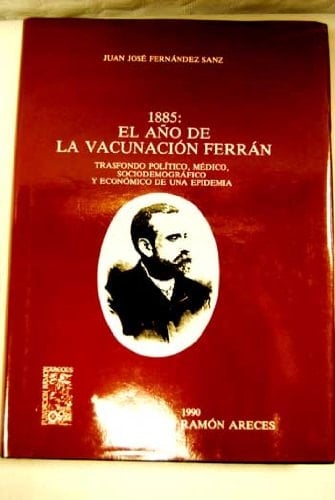 JUAN JOSÉ FERNÁNDEZ SANZ
1885:
EL AÑO DE
LA VACUNACIÓN FERRÁN
TRASFONDO POLÍTICO, MÉDICO,
SOCIODEMOGRÁFICO
Y ECONÓMICO DE UNA EPIDEMIA
1990
RAMÓN ARECES